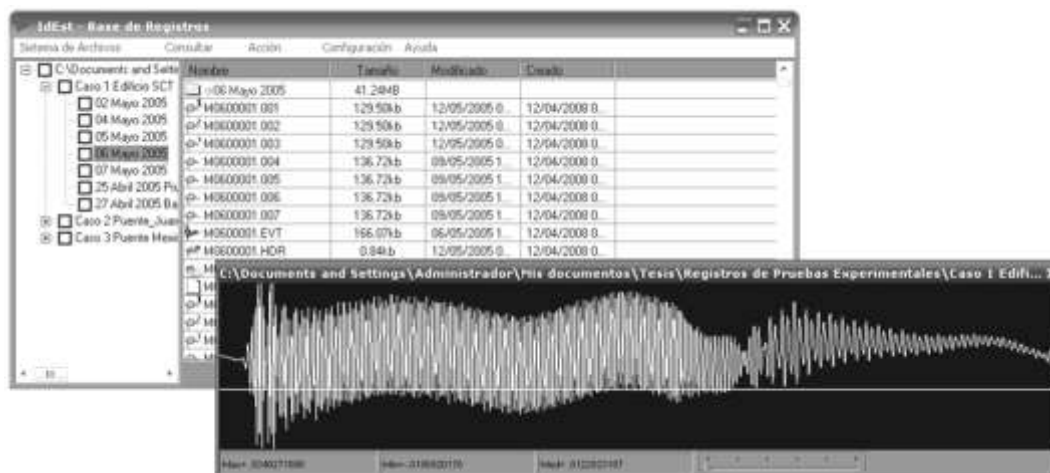 IdEst - Base de Registros
Sistema de Archivos Consultar Acción Configuración Ayuda
C:\Documents and Sette
Caso 1 Edificio SCT
02 Mayo 2005
04 Mayo 2005
05 Mayo 2005
06 Mayo 2005
07 Mayo 2005
25 Abril 2005
27 Abril 2005 Ba
Caso 2 Puente_Juan
Caso 3 Puente
Nombre Tamaño Modificado Creado
06 Mayo 2005 41.24MB
M0600001.001 129.50kb 12/05/2005 0... 12/04/2008 0...
M0600001.002 129.50kb 12/05/2005 0... 12/04/2008 0...
M0600001.003 129.50kb 12/05/2005 0... 12/04/2008 0...
M0600001.004 136.72kb 09/05/2005 1... 12/04/2008 0...
M0600001.005 136.72kb 09/05/2005 1... 12/04/2008 0...
M0600001.006 136.72kb 09/05/2005 1... 12/04/2008 0...
M0600001.007 136.72kb 09/05/2005 1... 12/04/2008 0...
M0600001.EVT 166.07kb 06/05/2005 1... 12/04/2008 0...
M0600001.HDR 0.84kb 12/05/2005 0... 12/04/2008 0...
C:\Documents and Settings\Administrador\Mis documentos\Tesis\Registros de Pruebas Experimentales\Caso 1 Edifi...